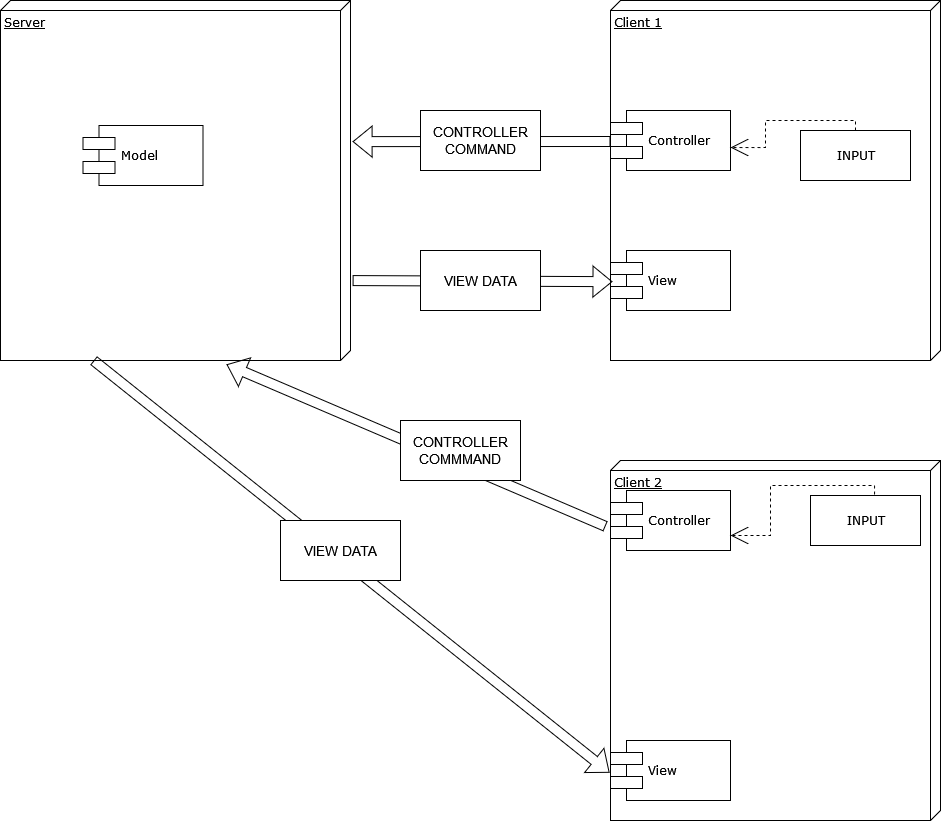 Server
Client 1
CONTROLLER
COMMAND
Controller
INPUT
Model
VIEW DATA
View
CONTROLLER
COMMMAND
Client 2
Controller
INPUT
VIEW DATA
View